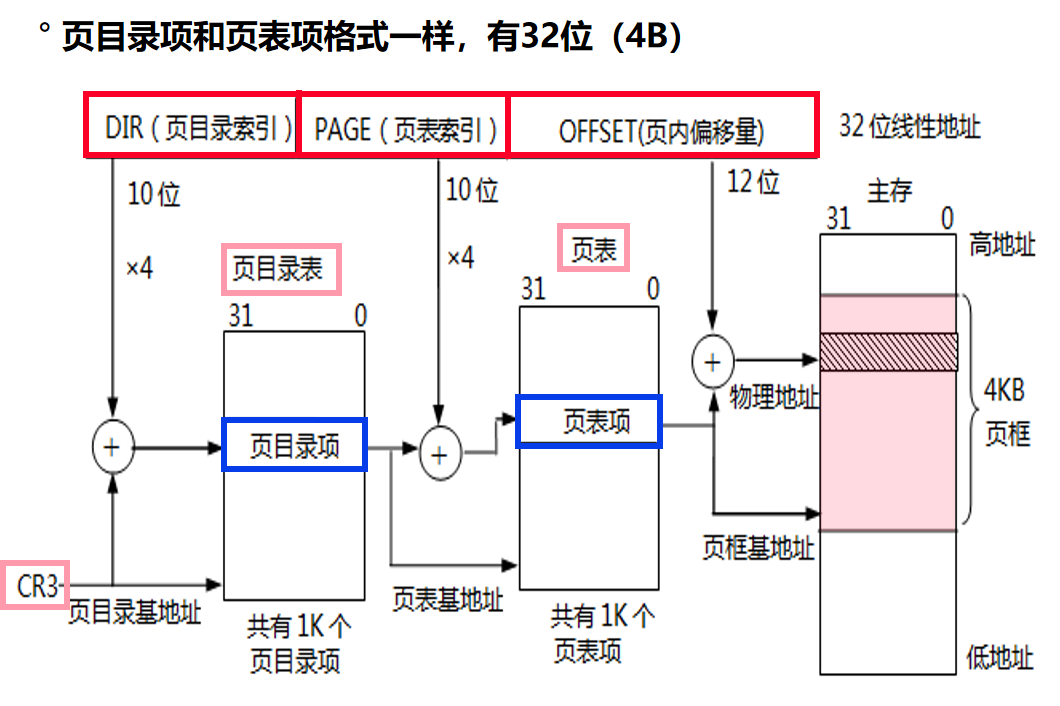 ° 页目录项和页表项格式一样，有32位（4B）
DIR（页目录索引）
PAGE（页表索引）
OFFSET(页内偏移量)
32 位线性地址
10 位
10 位
12 位
主存
31
0
高地址
×4
×4
页目录表
页表
31
0
31
0
+
页目录项
+
页表项
+
物理地址
4KB
页框
CR3
页目录基地址
页表基地址
页框基地址
共有 1K 个
页目录项
共有 1K 个
页表项
低地址